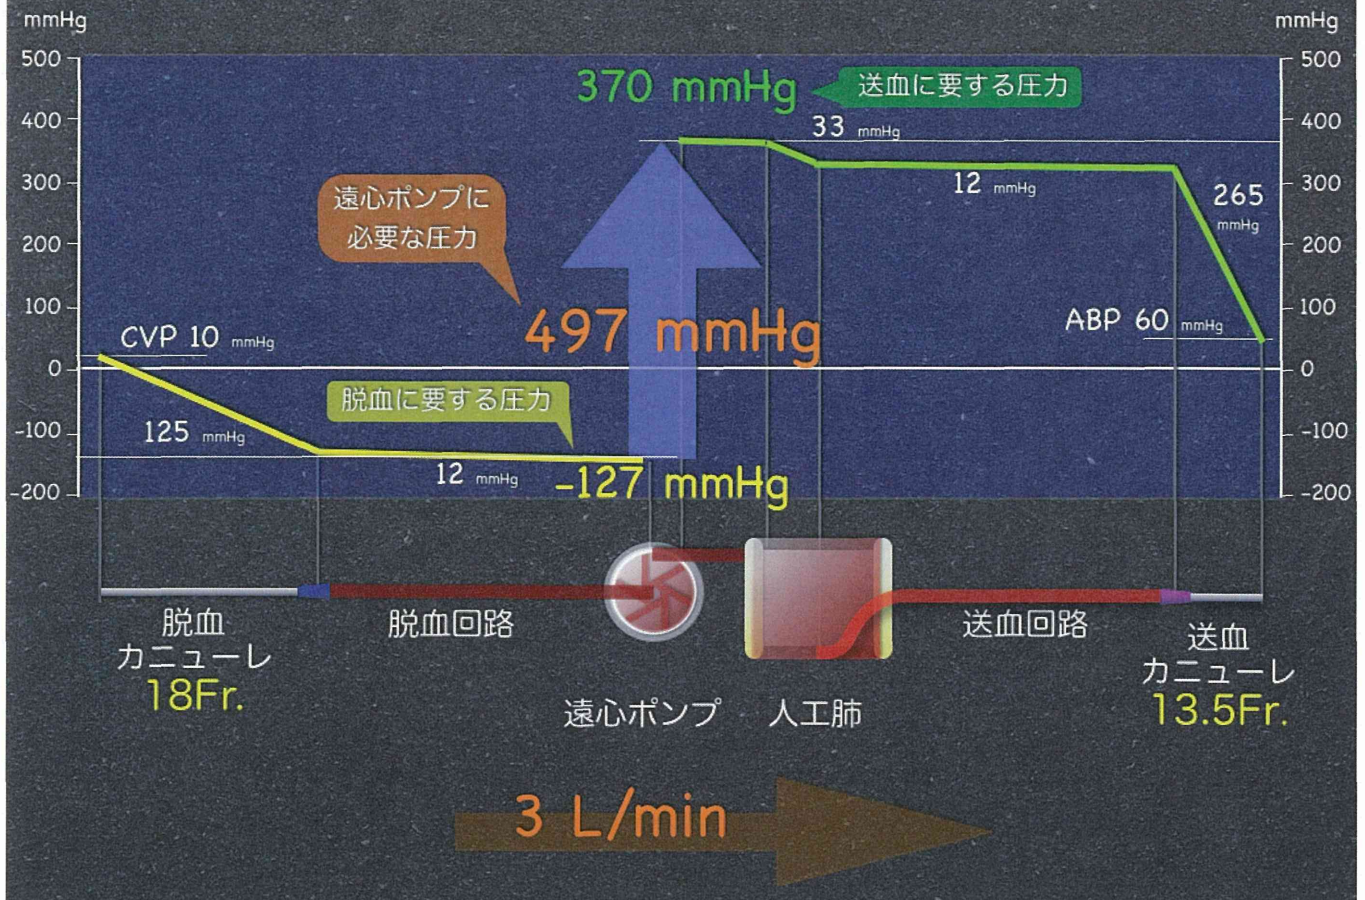 mmHg
mmHg
500
400
300
200
100
0
-100
-200
500
400
300
200
100
0
-100
-200
370 mmHg
送血に要する圧力
33 mmHg
12 mmHg
265
mmHg
遠心ポンプに
必要な圧力
497 mmHg
ABP 60 mmHg
CVP 10 mmHg
脱血に要する圧力
125 mmHg
12 mmHg
-127 mmHg
脱血
カニューレ
18Fr.
脱血回路
遠心ポンプ
人工肺
送血回路
送血
カニューレ
13.5Fr.
3 L/min